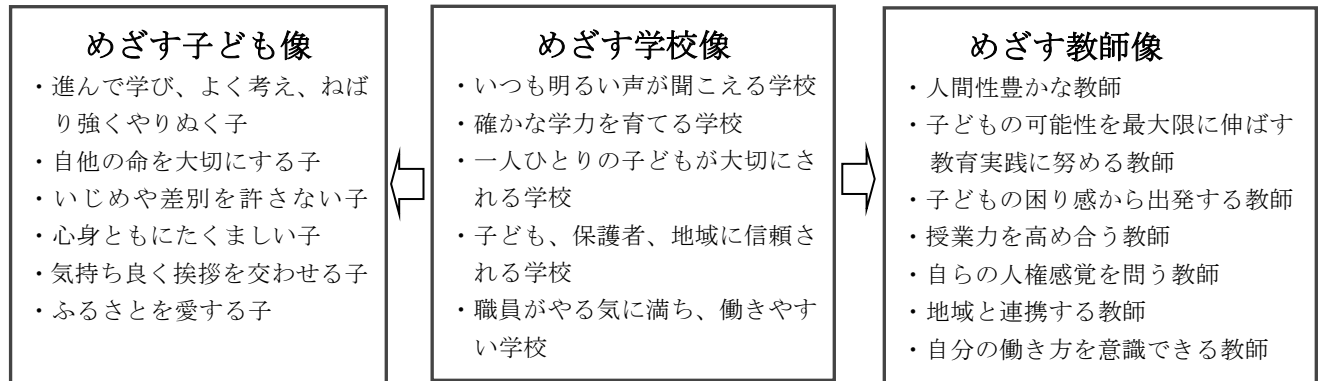 めざす子ども像
・進んで学び、よく考え、ねば
り強くやりぬく子
・自他の命を大切にする子
・いじめや差別を許さない子
・心身ともにたくましい子
・気持ち良く挨拶を交わせる子
・ふるさとを愛する子
めざす学校像
・いつも明るい声が聞こえる学校
・確かな学力を育てる学校
・一人ひとりの子どもが大切にさ
れる学校
・子ども、保護者、地域に信頼さ
れる学校
・職員がやる気に満ち、働きやす
い学校
めざす教師像
・人間性豊かな教師
・子どもの可能性を最大限に伸ばす
教育実践に努める教師
・子どもの困り感から出発する教師
・授業力を高め合う教師
・自らの人権感覚を問う教師
・地域と連携する教師
・自分の働き方を意識できる教師